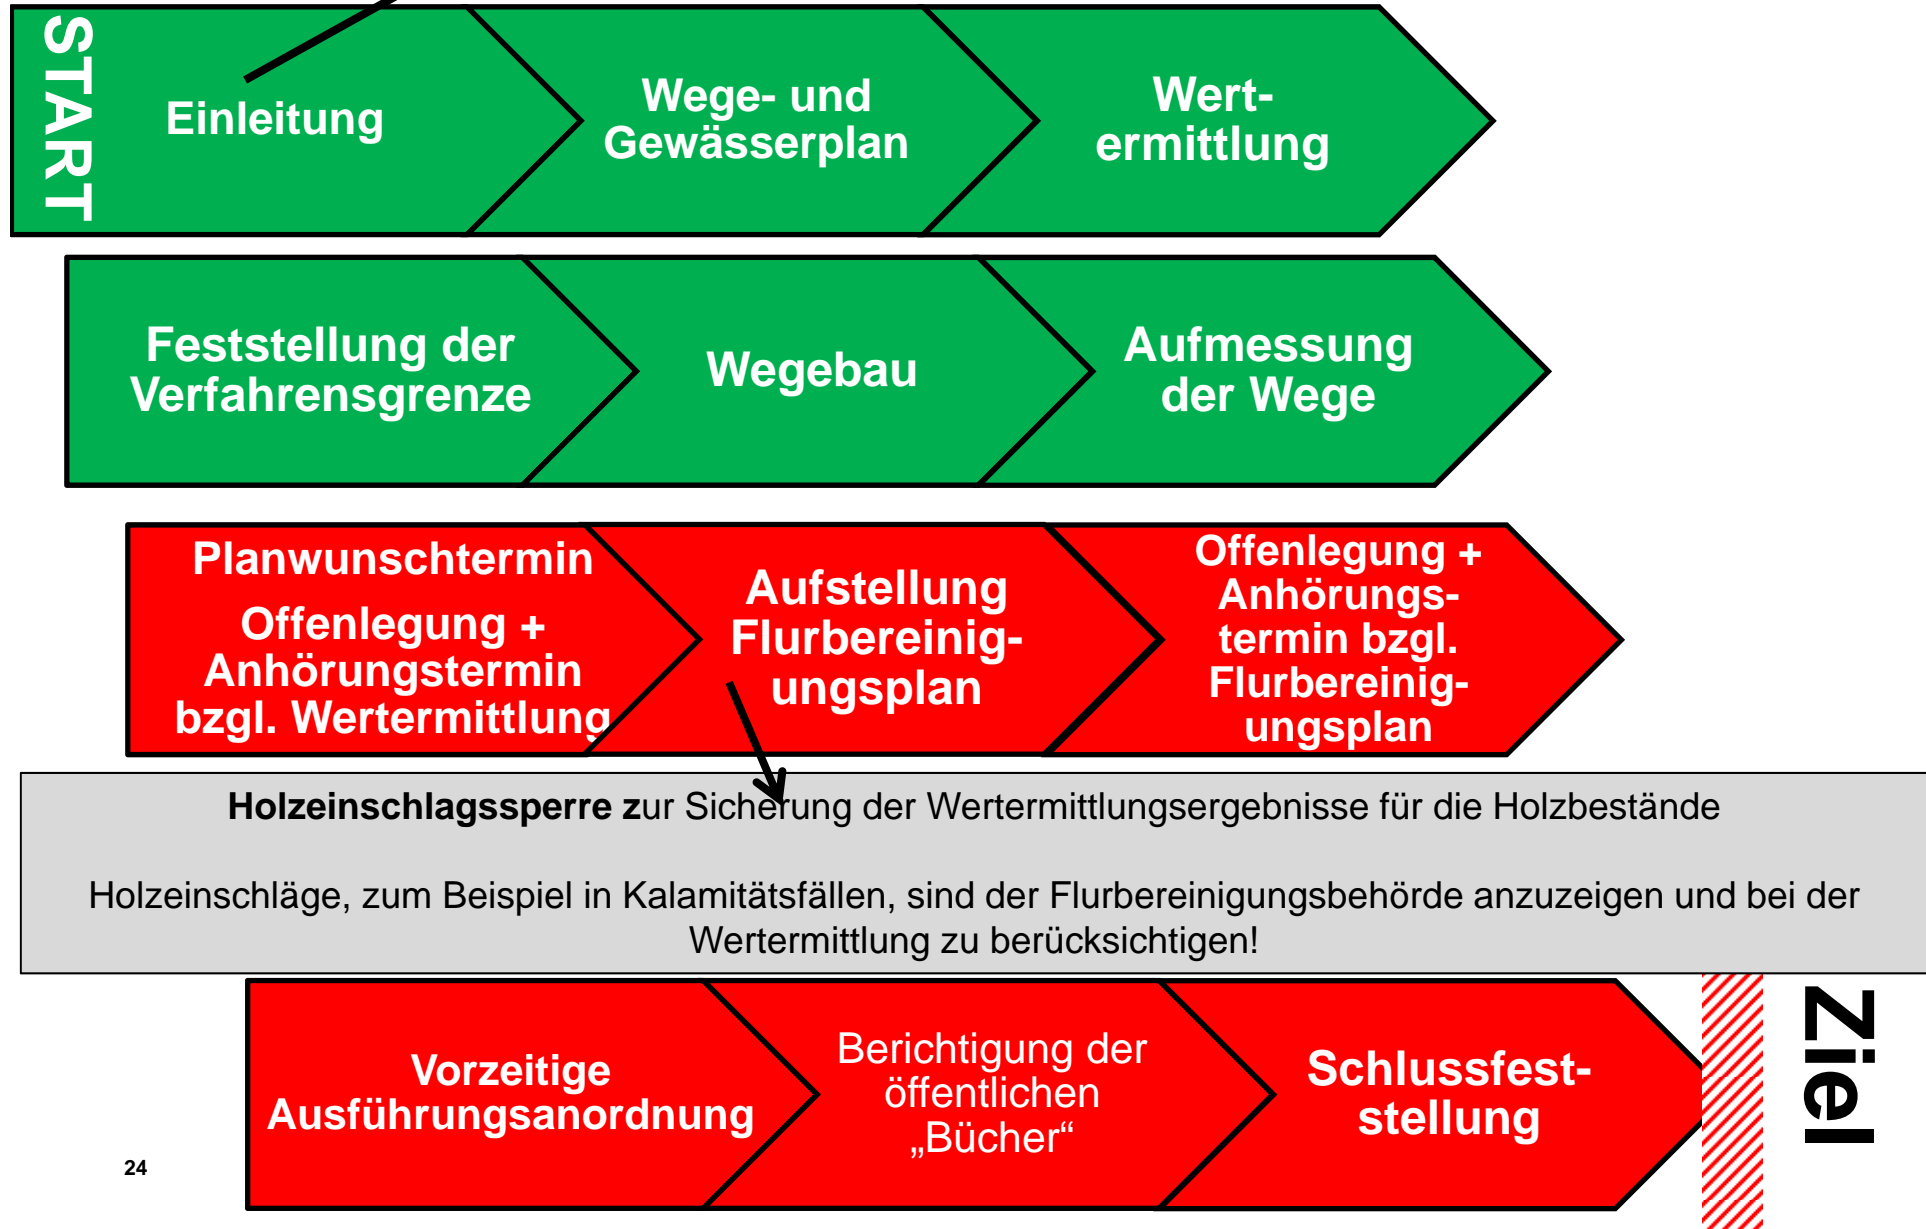 START
Einleitung
Wege- und
Gewässerplan
Wert-
ermittlung
Feststellung der
Verfahrensgrenze
Wegebau
Aufmessung
der Wege
Planwunschtermin
Offenlegung +
Anhörungstermin
bzgl. Wertermittlung
Aufstellung
Flurbereinig-
ungsplan
Offenlegung +
Anhörungs-
termin bzgl.
Flurbereinig-
ungsplan
Holzeinschlagssperre zur Sicherung der Wertermittlungsergebnisse für die Holzbestände
Holzeinschläge, zum Beispiel in Kalamitätsfällen, sind der Flurbereinigungsbehörde anzuzeigen und bei der
Wertermittlung zu berücksichtigen!
Vorzeitige
Ausführungsanordnung
Berichtigung der
öffentlichen
„Bücher“
Schlussfest-
stellung
Ziel
24